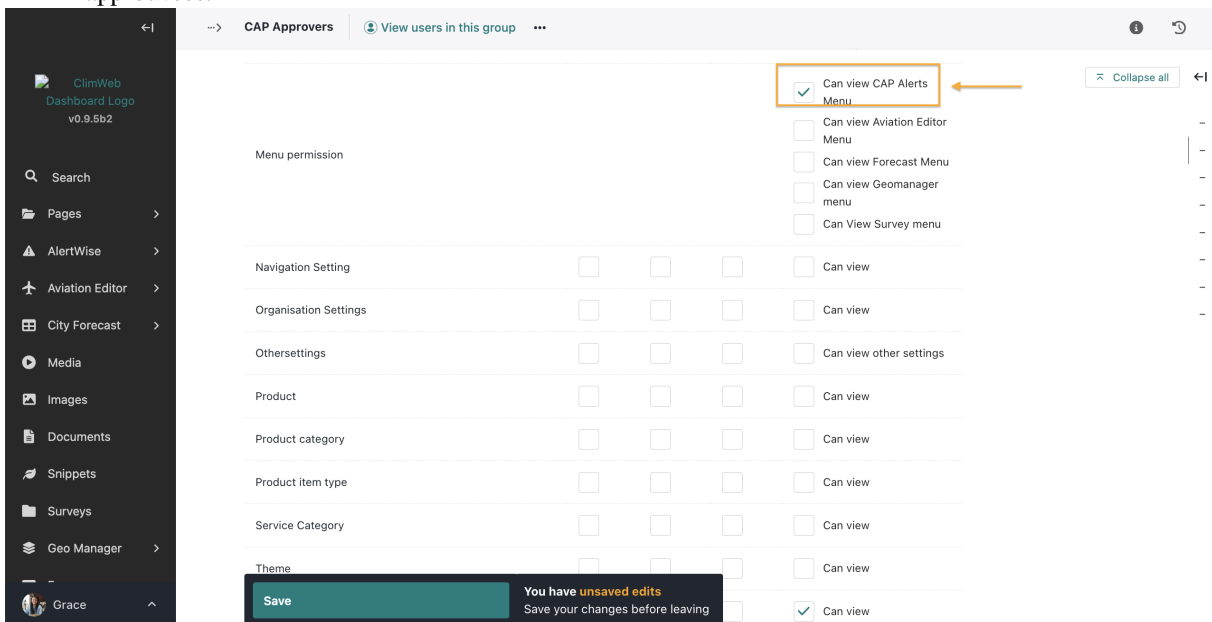 CAP Approvers
View users in this group
ClimWeb
Dashboard Logo
v0.9.5b2
Search
Pages
AlertWise
Aviation Editor
City Forecast
Media
Images
Documents
Snippets
Surveys
Geo Manager
Grace
Collapse all
Menu permission
Can view CAP Alerts
Menu
Can view Aviation Editor
Menu
Can view Forecast Menu
Can view Geomanager
menu
Can View Survey menu
Navigation Setting
Can view
Organisation Settings
Can view
Othersettings
Can view other settings
Product
Can view
Product category
Can view
Product item type
Can view
Service Category
Can view
Theme
Can view
Can view
Save
You have unsaved edits
Save your changes before leaving